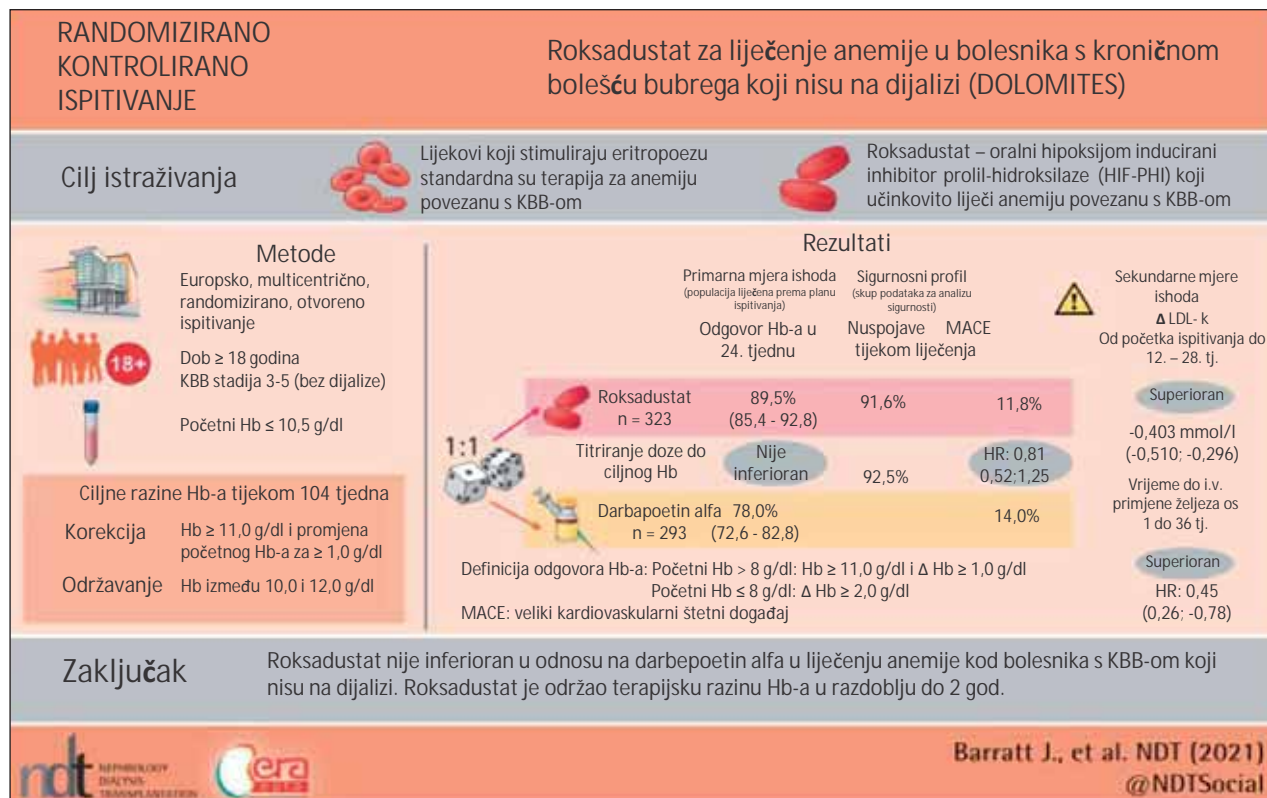 RANDOMIZIRANO
KONTROLIRANO
ISPITIVANJE
Roksadustat za liječenje anemije u bolesnika s kroničnom
bolešću bubrega koji nisu na dijalizi (DOLOMITES)
Cilj istraživanja
Lijekovi koji stimuliraju eritropoezu
standardna su terapija za anemiju
povezanu s KBB-om
Roksadustat – oralni hipoksijom inducirani
inhibitor prolil-hidroksilaze (HIF-PHI) koji
učinkovito liječi anemiju povezanu s KBB-om
Metode
Europsko, multicentrično,
randomizirano, otvoreno
ispitivanje
18+
Dob ≥ 18 godina
KBB stadija 3-5 (bez dijalize)
Početni Hb ≤ 10,5 g/dl
Ciljne razine Hb-a tijekom 104 tjedna
Korekcija
Hb ≥ 11,0 g/dl i promjena
početnog Hb-a za ≥ 1,0 g/dl
Održavanje
Hb između 10,0 i 12,0 g/dl
Rezultati
Primarna mjera ishoda
(populacija liječena prema planu
ispitivanja)
Odgovor Hb-a u
24. tjednu
Sigurnosni profil
(skup podataka za analizu
sigurnosti)
Nuspojave MACE
tijekom liječenja
1:1
Roksadustat
n = 323
89,5%
(85,4 - 92,8)
91,6%
11,8%
Titriranje doze do
ciljnog Hb
Nije
inferioran
92,5%
HR: 0,81
0,52;1,25
Darbapoetin alfa
n = 293
78,0%
(72,6 - 82,8)
14,0%
Definicija odgovora Hb-a: Početni Hb > 8 g/dl: Hb ≥ 11,0 g/dl i Δ Hb ≥ 1,0 g/dl
Početni Hb ≤ 8 g/dl: Δ Hb ≥ 2,0 g/dl
MACE: veliki kardiovaskularni štetni događaj
Sekundarne mjere
ishoda
Δ LDL- k
Od početka ispitivanja do
12. – 28. tj.
Superioran
-0,403 mmol/l
(-0,510; -0,296)
Vrijeme do i.v.
primjene željeza os
1 do 36 tj.
Superioran
HR: 0,45
(0,26; -0,78)
Zaključak
Roksadustat nije inferioran u odnosu na darbepoetin alfa u liječenju anemije kod bolesnika s KBB-om koji
nisu na dijalizi. Roksadustat je održao terapijsku razinu Hb-a u razdoblju do 2 god.
ndt
NEPHROLOGY
DIALYSIS
TRANSPLANTATION
era
Barratt J., et al. NDT (2021)
@NDTSocial